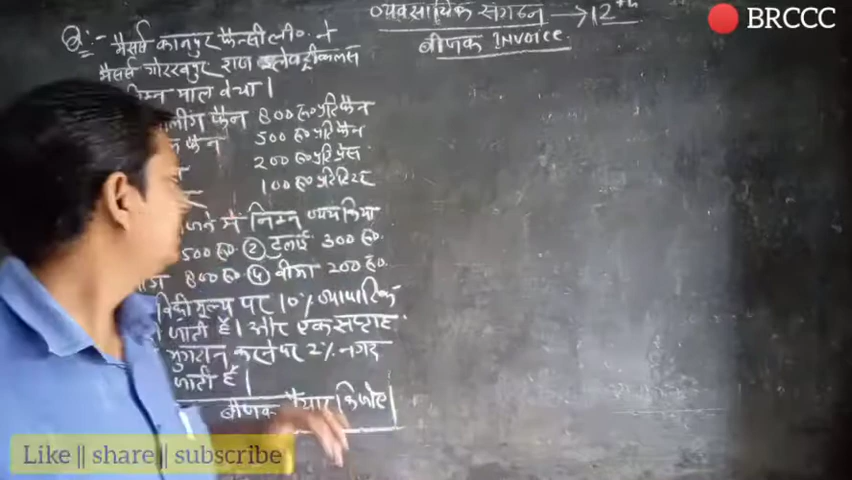 व्यवसायिक संगठन → 12th
बीजक INVOICE
BRCCC
Q:- मैसर्स कानपुर फैन्सी ली०
मैसर्स गोरखपुर राज इलेक्ट्रीकल्स
निम्न माल बेचा।
फैन 800 रु० प्रति फैन
फैन 500 रु० प्रति फैन
200 रु० प्रति प्रेस
100 रु० प्रति
में निम्न व्यय किया
500 रु० ② ढुलाई 300 रु०
800 रु० ④ बीमा 200 रु०
बिक्री मूल्य पर 10% व्यापारिक
जाती है। और एक सप्ताह
भुगतान करने पर 2% नगद
जाती है।
बीजक तैयार कीजिए।
Like || share || subscribe